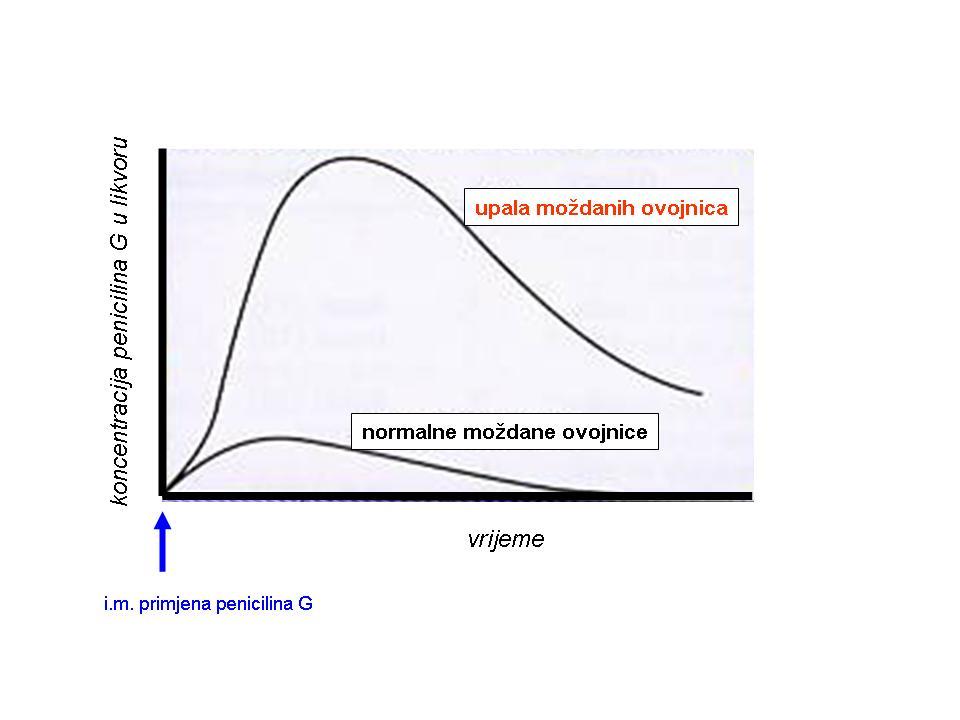 koncentracija penicilina G u likvoru
upala moždanih ovojnica
normalne moždane ovojnice
vrijeme
i.m. primjena penicilina G